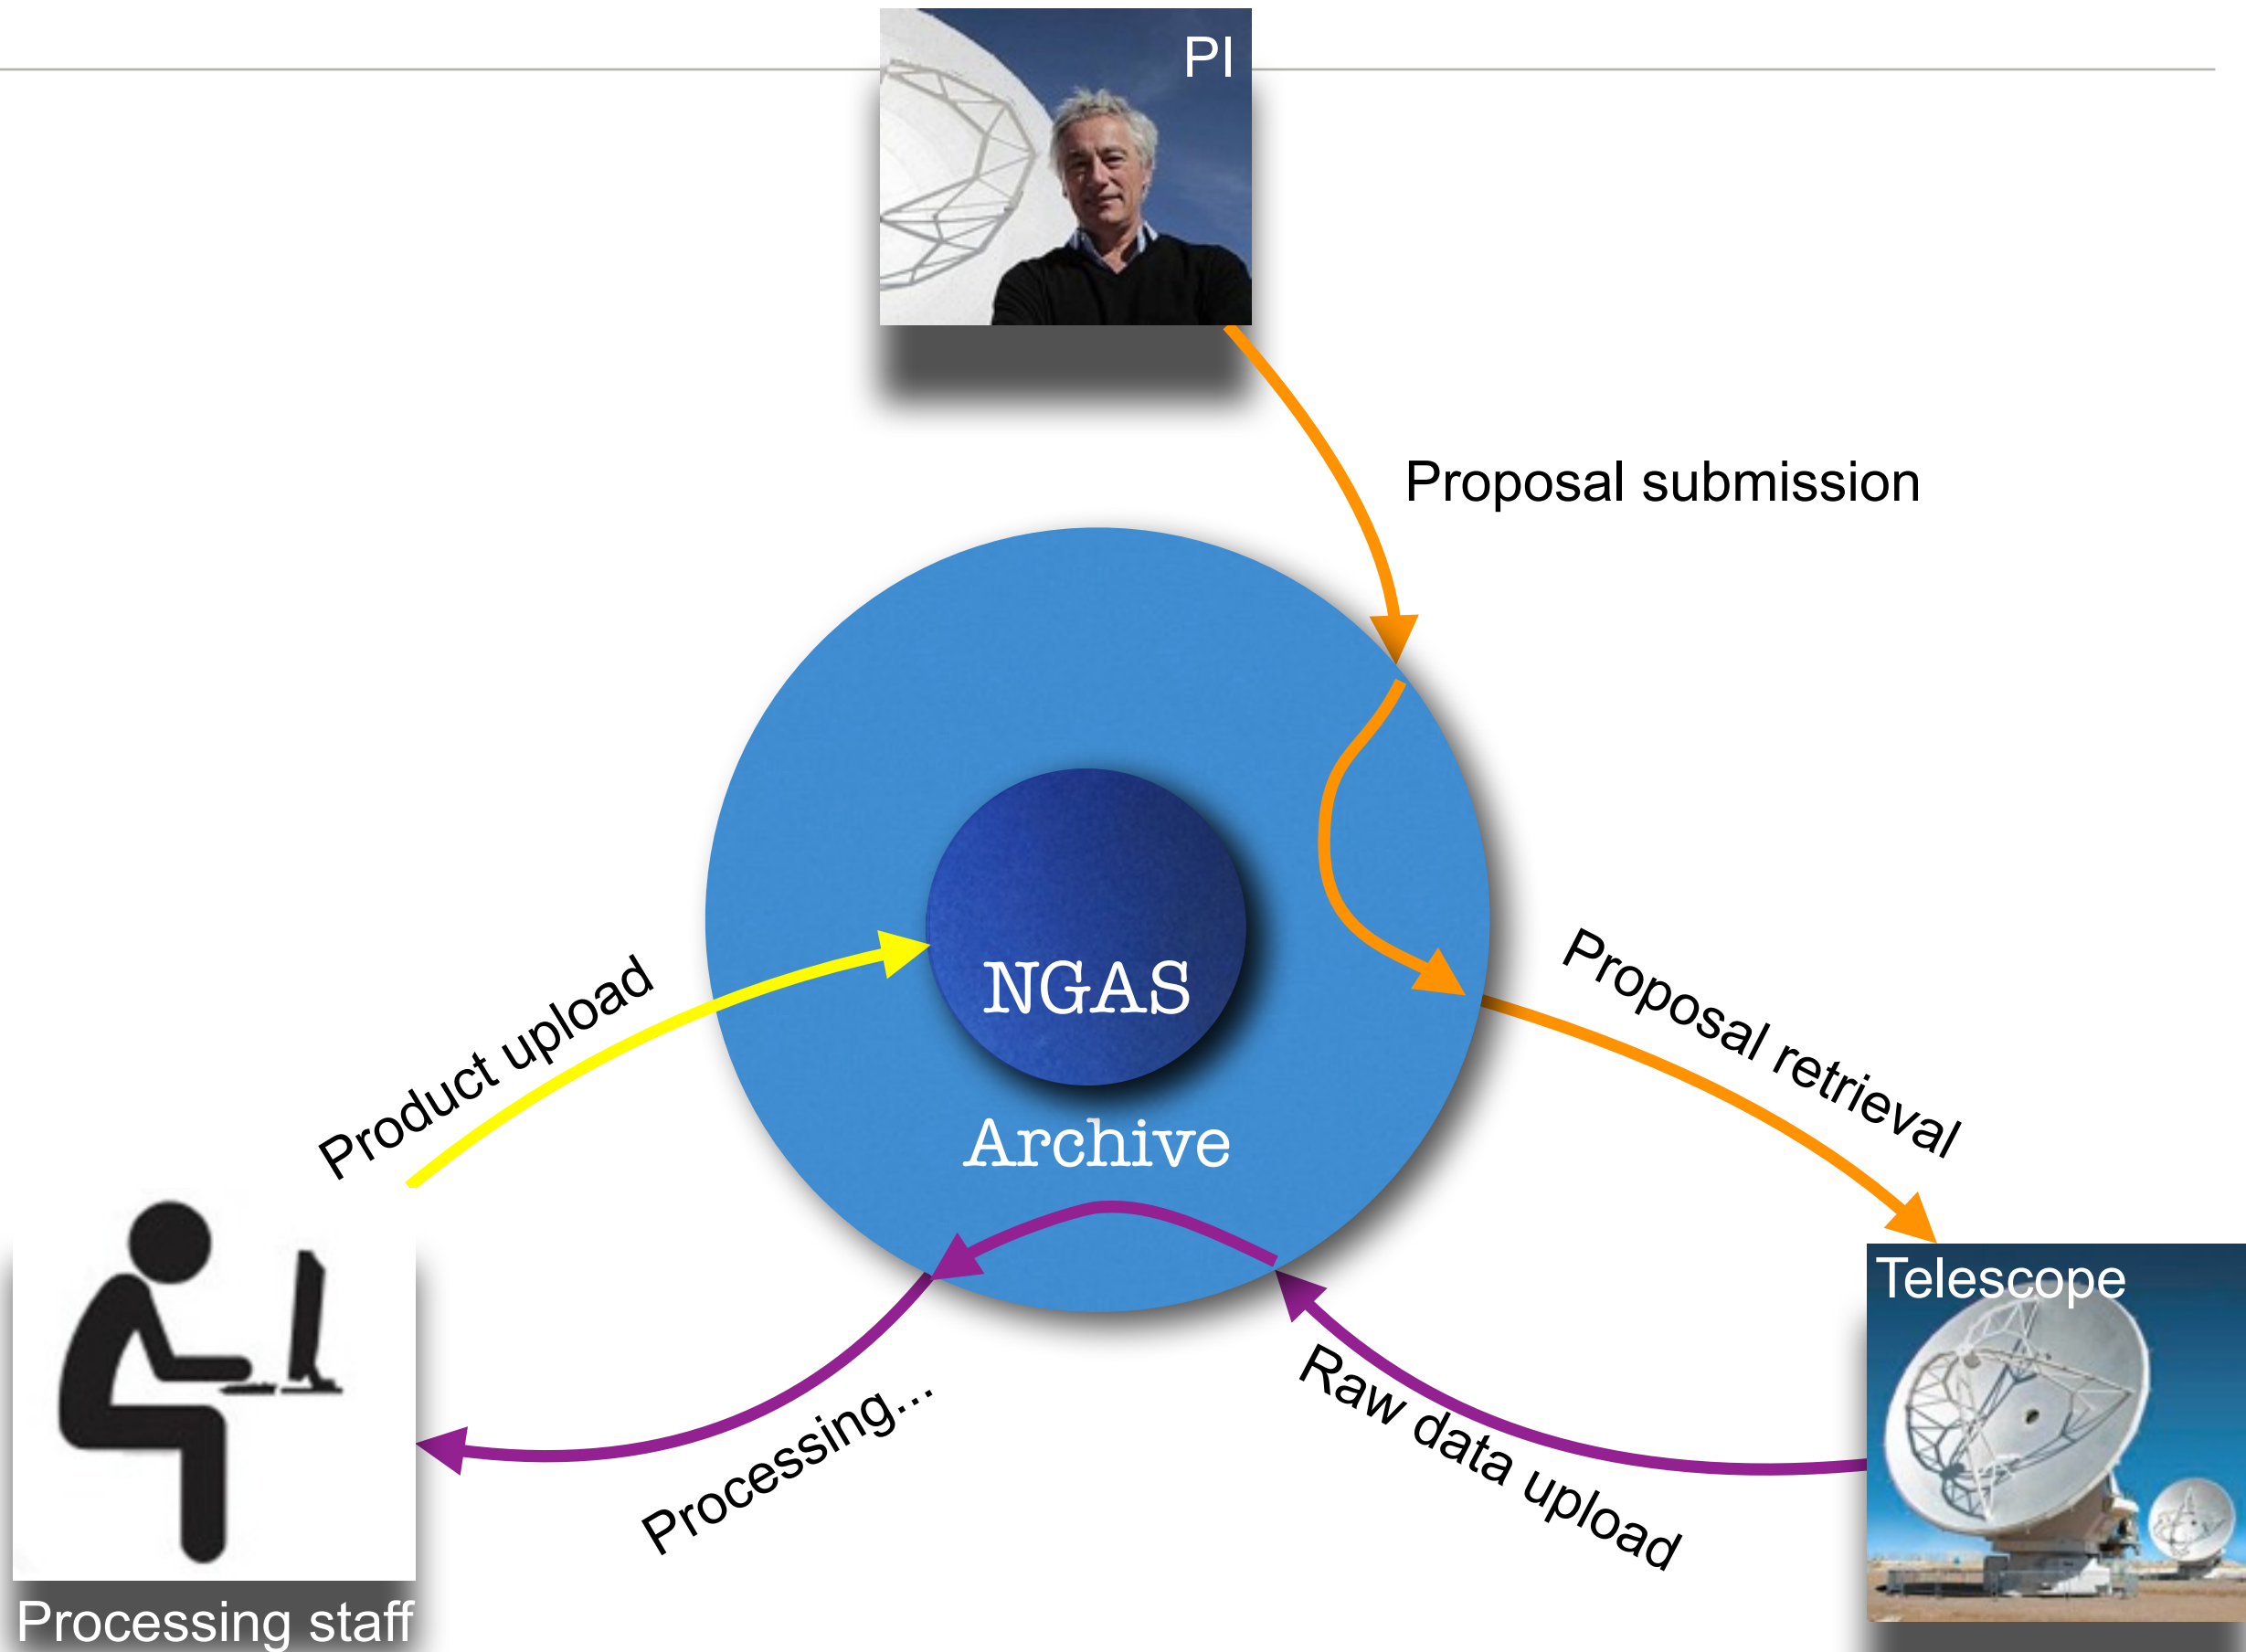 PI
Proposal submission
Product upload
NGAS
Proposal retrieval
Archive
Telescope
Processing...
Raw data upload
Processing staff